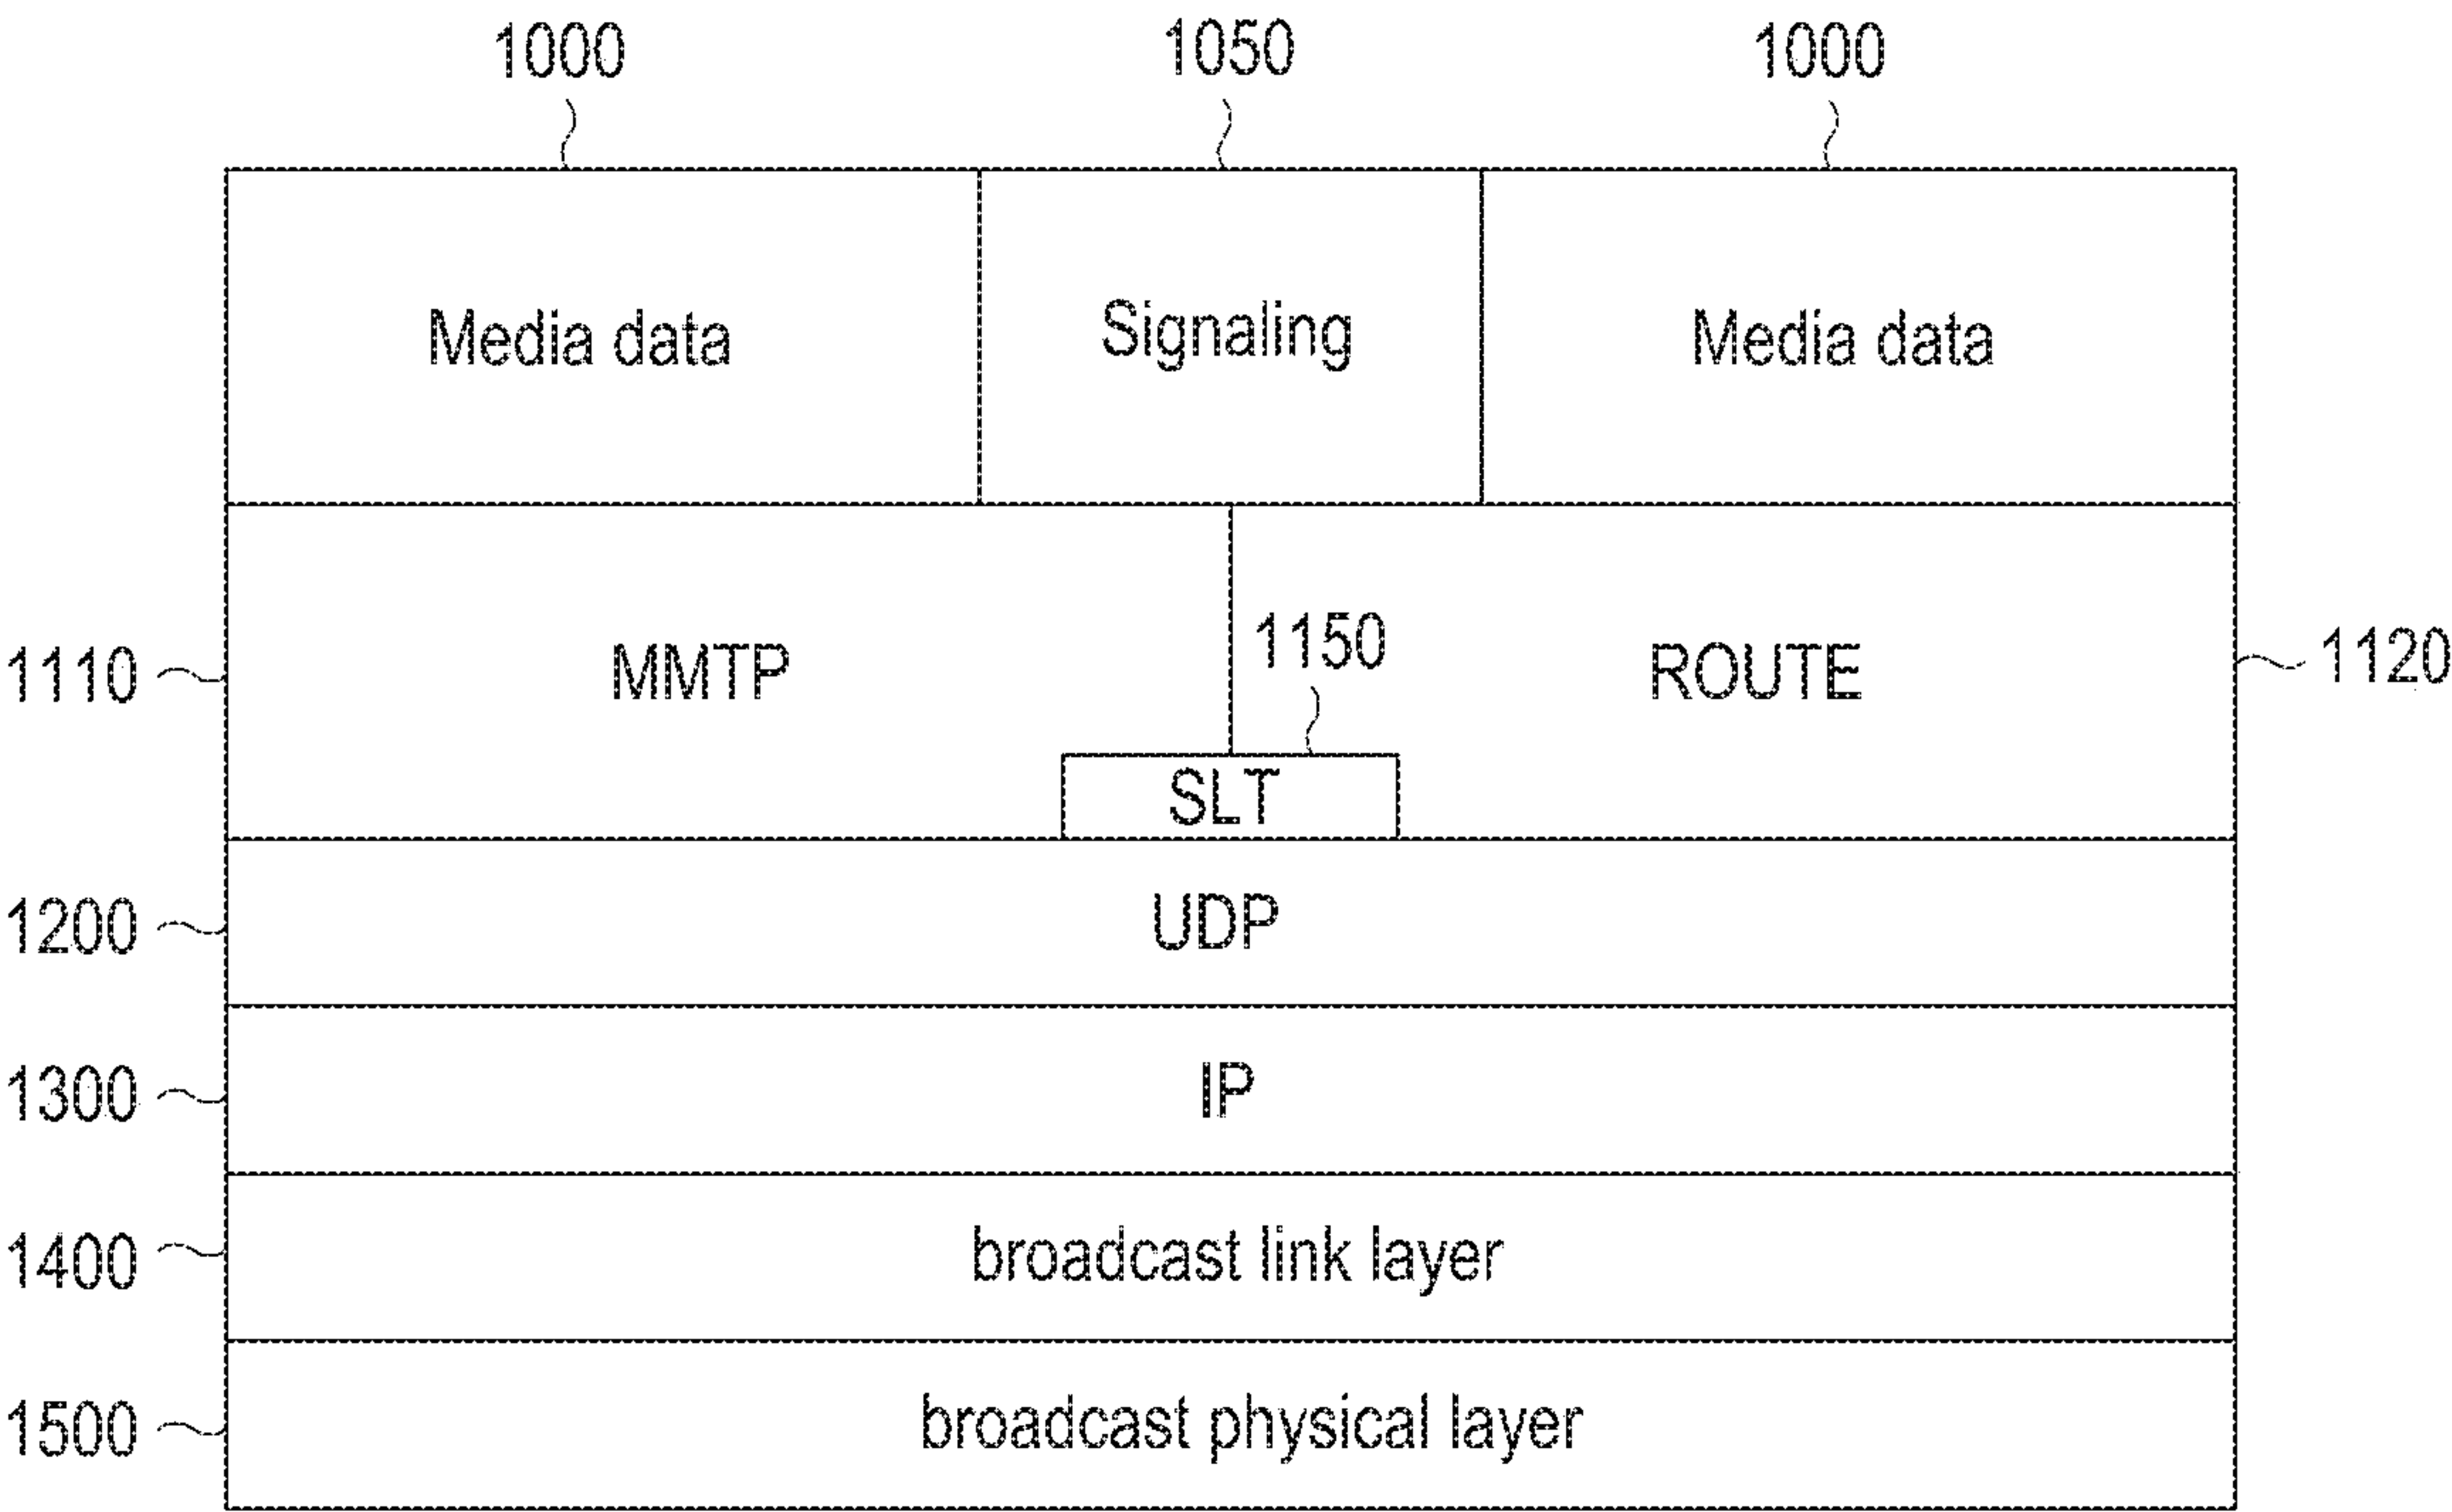 1000 1050 1000
Media data Signaling Media data
1110 MMTP 1150 ROUTE 1120
SLT
1200 UDP
1300 IP
1400 broadcast link layer
1500 broadcast physical layer